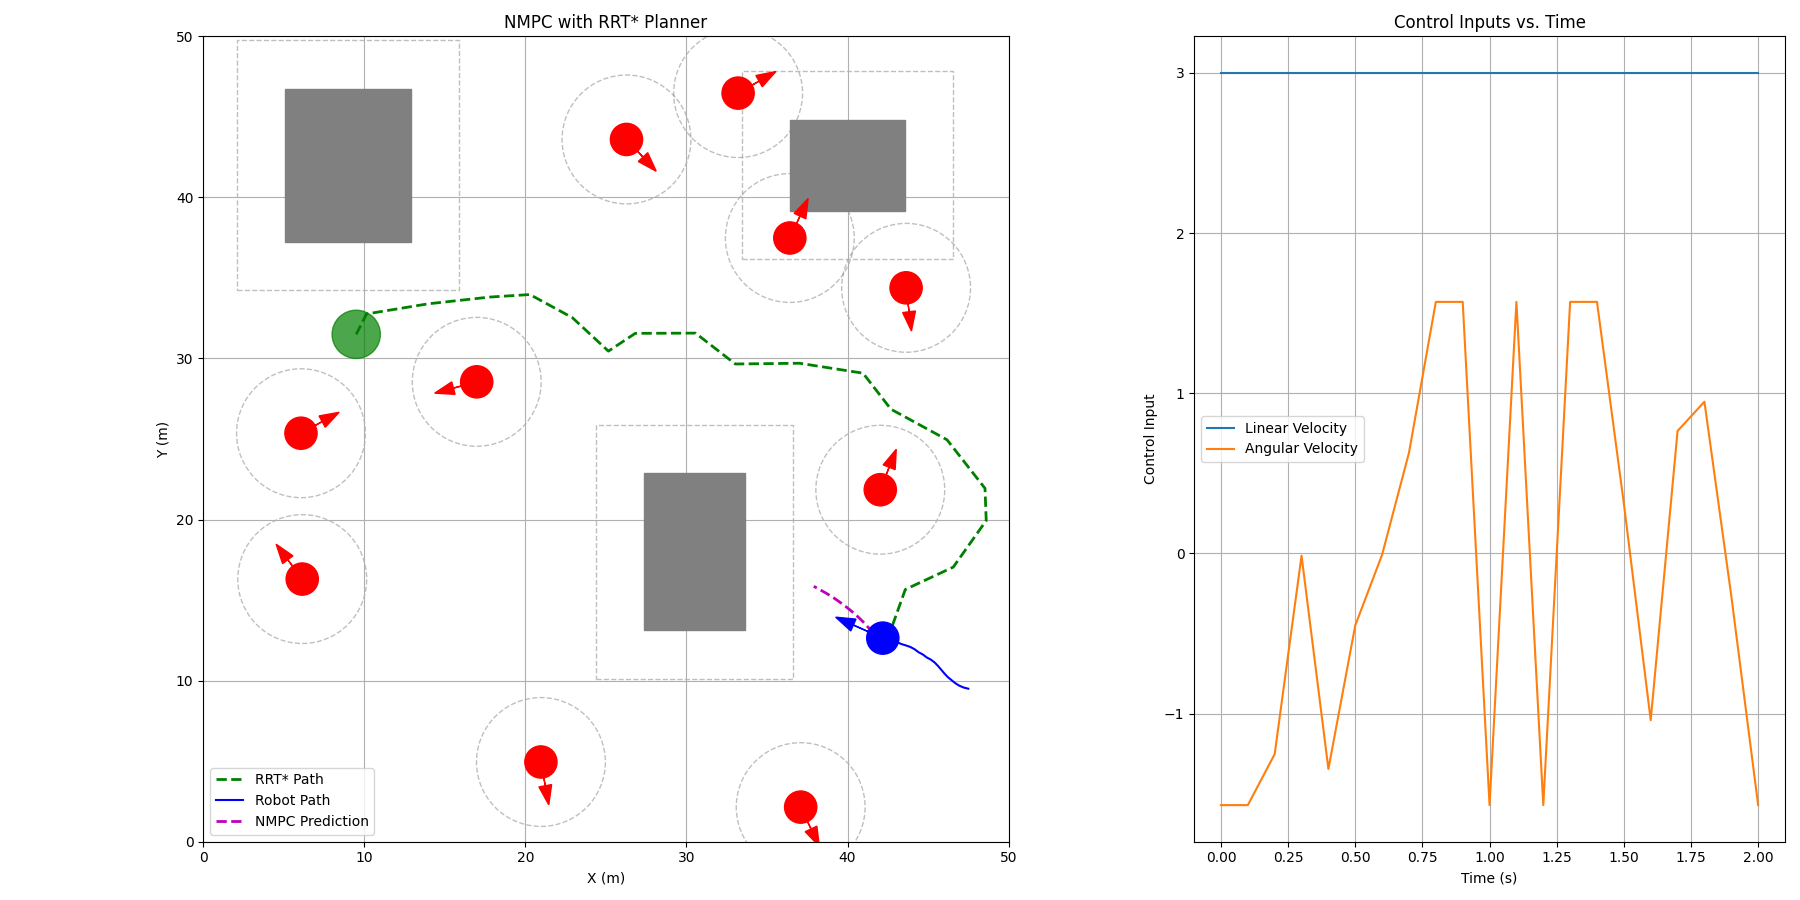 NMPC with RRT* Planner
50
40
30
20
10
0
Y (m)
0 10 20 30 40 50
X (m)
RRT* Path
Robot Path
NMPC Prediction
Control Inputs vs. Time
3
2
1
0
−1
Control Input
Linear Velocity
Angular Velocity
0.00 0.25 0.50 0.75 1.00 1.25 1.50 1.75 2.00
Time (s)